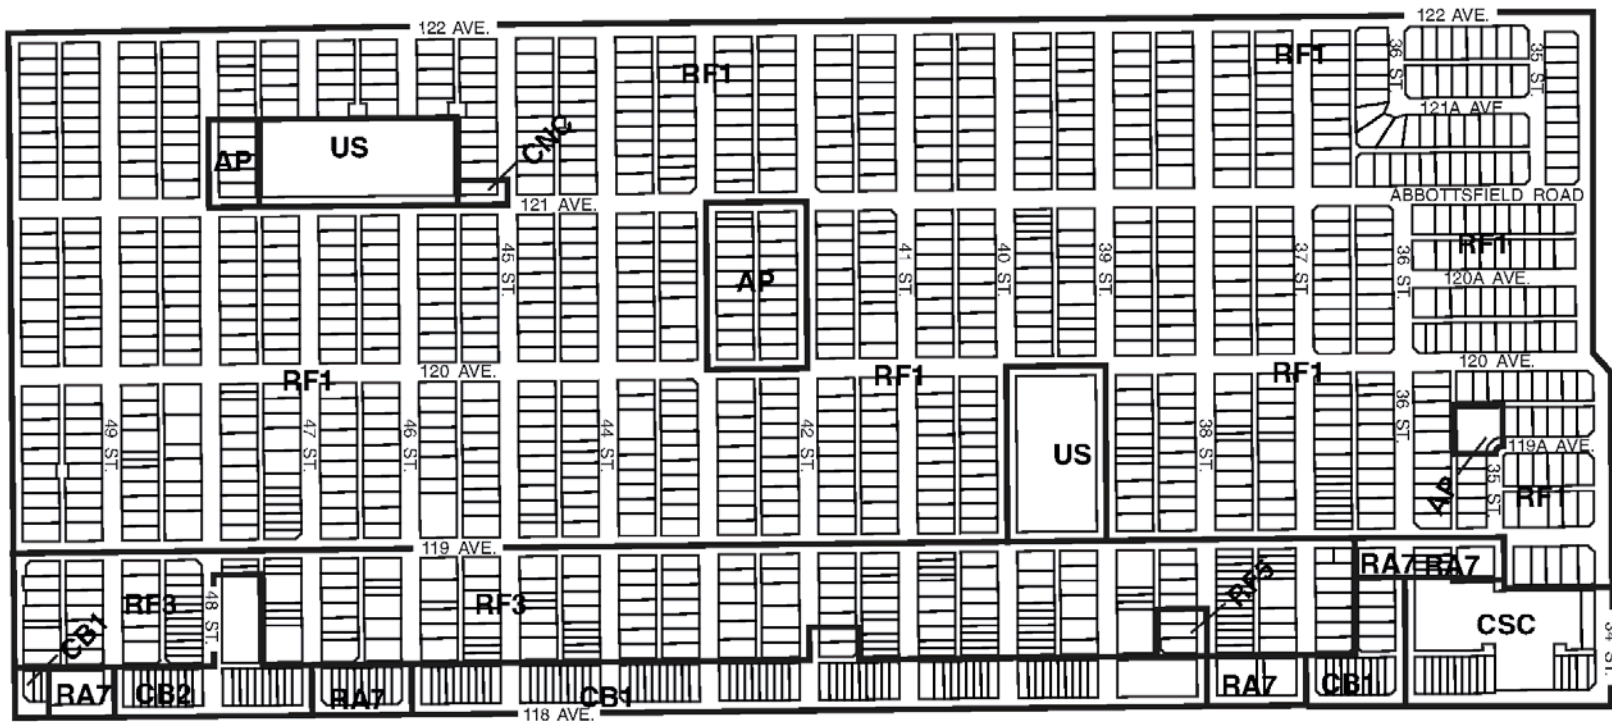 122 AVE.
122 AVE.
RF1
RF1
36 ST.
35 ST.
121A AVE
US
AP
CNC
ABBOTTSFIELD ROAD
121 AVE.
45 ST.
AP
41 ST.
40 ST.
39 ST.
37 ST.
36 ST.
RF1
120A AVE.
120 AVE.
120 AVE.
RF1
RF1
RF1
49 ST.
47 ST.
46 ST.
44 ST.
42 ST.
US
38 ST.
36 ST.
119A AVE.
AP
35 ST.
RF1
119 AVE.
RA7
RA7
RF3
48 ST.
RF3
RF5
CB1
CSC
34 ST.
RA7
CB2
RA7
CB1
RA7
CB1
118 AVE.